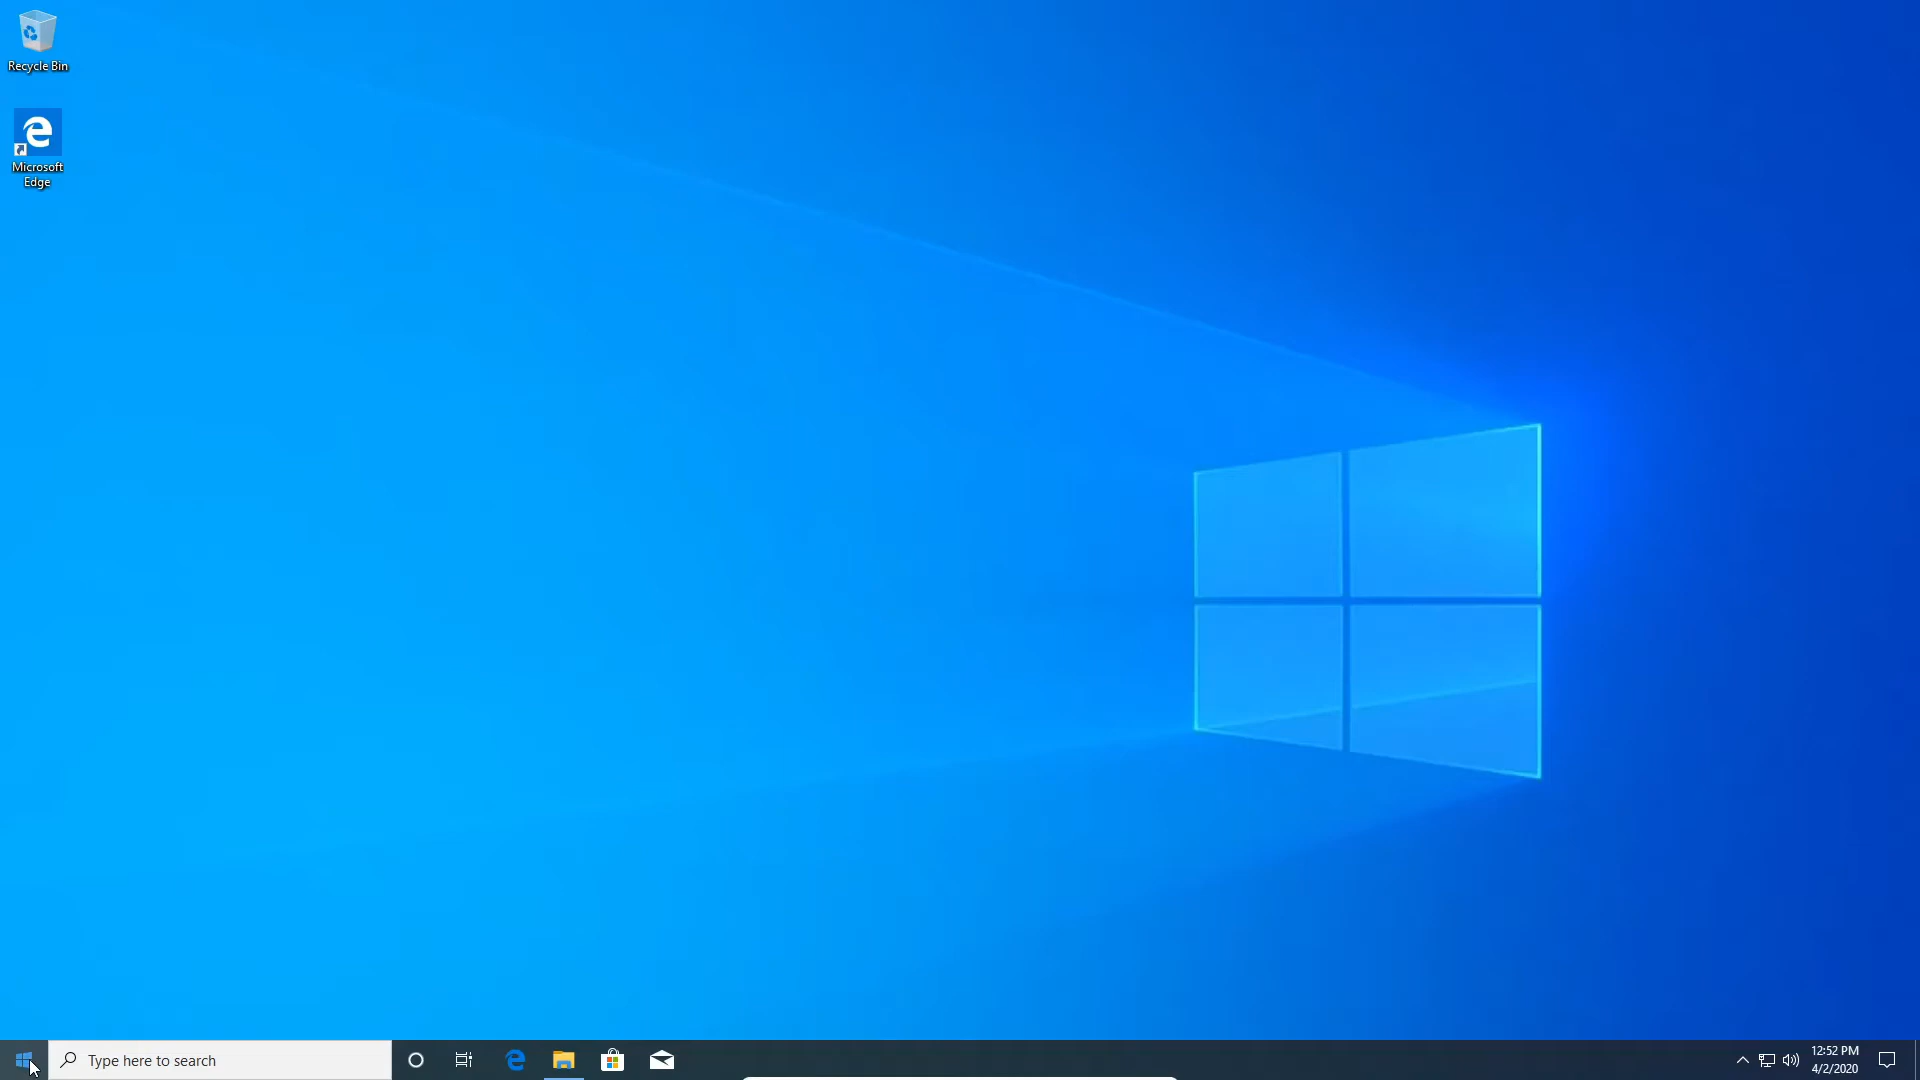 Recycle Bin
Microsoft
Edge
Type here to search
12:52 PM
4/2/2020